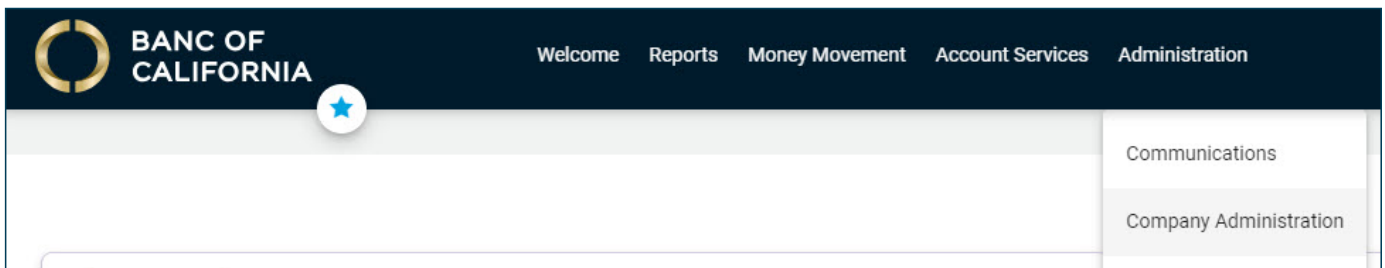 BANC OF
CALIFORNIA
Welcome Reports Money Movement Account Services Administration
Communications
Company Administration